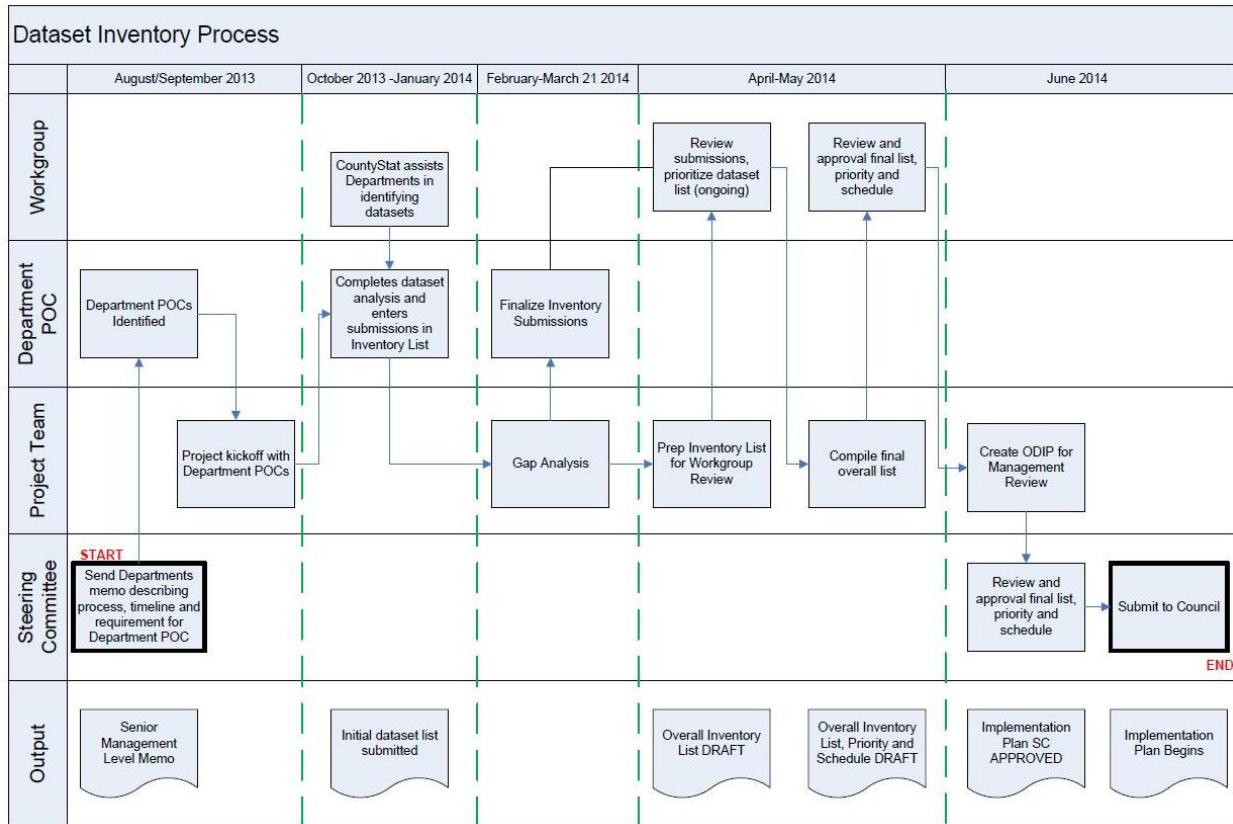 Dataset Inventory Process
August/September 2013
October 2013 -January 2014
February-March 21 2014
April-May 2014
June 2014
Workgroup
CountyStat assists
Departments in
identifying
datasets
Review
submissions,
prioritize dataset
list (ongoing)
Review and
approval final list,
priority and
schedule
Department
POC
Department POCs
Identified
Completes dataset
analysis and
enters
submissions in
Inventory List
Finalize Inventory
Submissions
Project Team
Project kickoff with
Department POCs
Gap Analysis
Prep Inventory List
for Workgroup
Review
Compile final
overall list
Create ODIP for
Management
Review
Steering
Committee
START
Send Departments
memo describing
process, timeline and
requirement for
Department POC
Review and
approval final list,
priority and
schedule
Submit to Council
END
Output
Senior
Management
Level Memo
Initial dataset list
submitted
Overall Inventory
List DRAFT
Overall Inventory
List, Priority and
Schedule DRAFT
Implementation
Plan SC
APPROVED
Implementation
Plan Begins